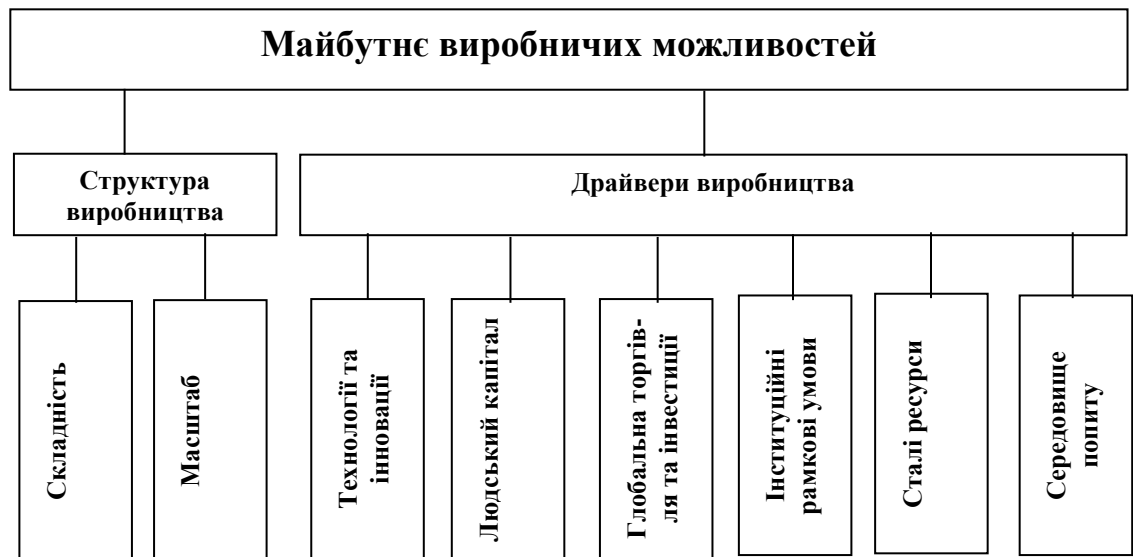 Майбутнє виробничих можливостей
Структура
виробництва
Драйвери виробництва
Складність
Масштаб
Технології та
інновації
Людський капітал
Глобальна торгів-
ля та інвестиції
Інституційні
рамкові умови
Сталі ресурси
Середовище
попиту